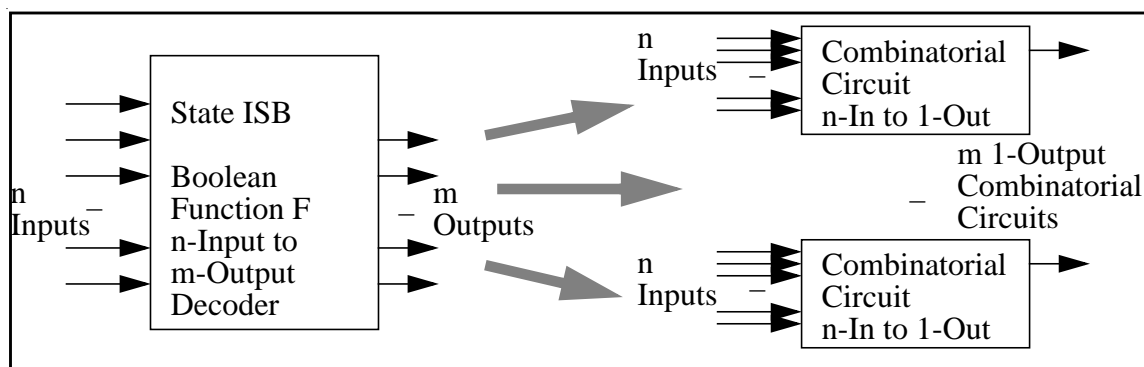 n
Inputs
State ISB
Boolean
Function F
n-Input to
m-Output
Decoder
m
Outputs
n
Inputs
Combinatorial
Circuit
n-In to 1-Out
m 1-Output
Combinatorial
Circuits
n
Inputs
Combinatorial
Circuit
n-In to 1-Out